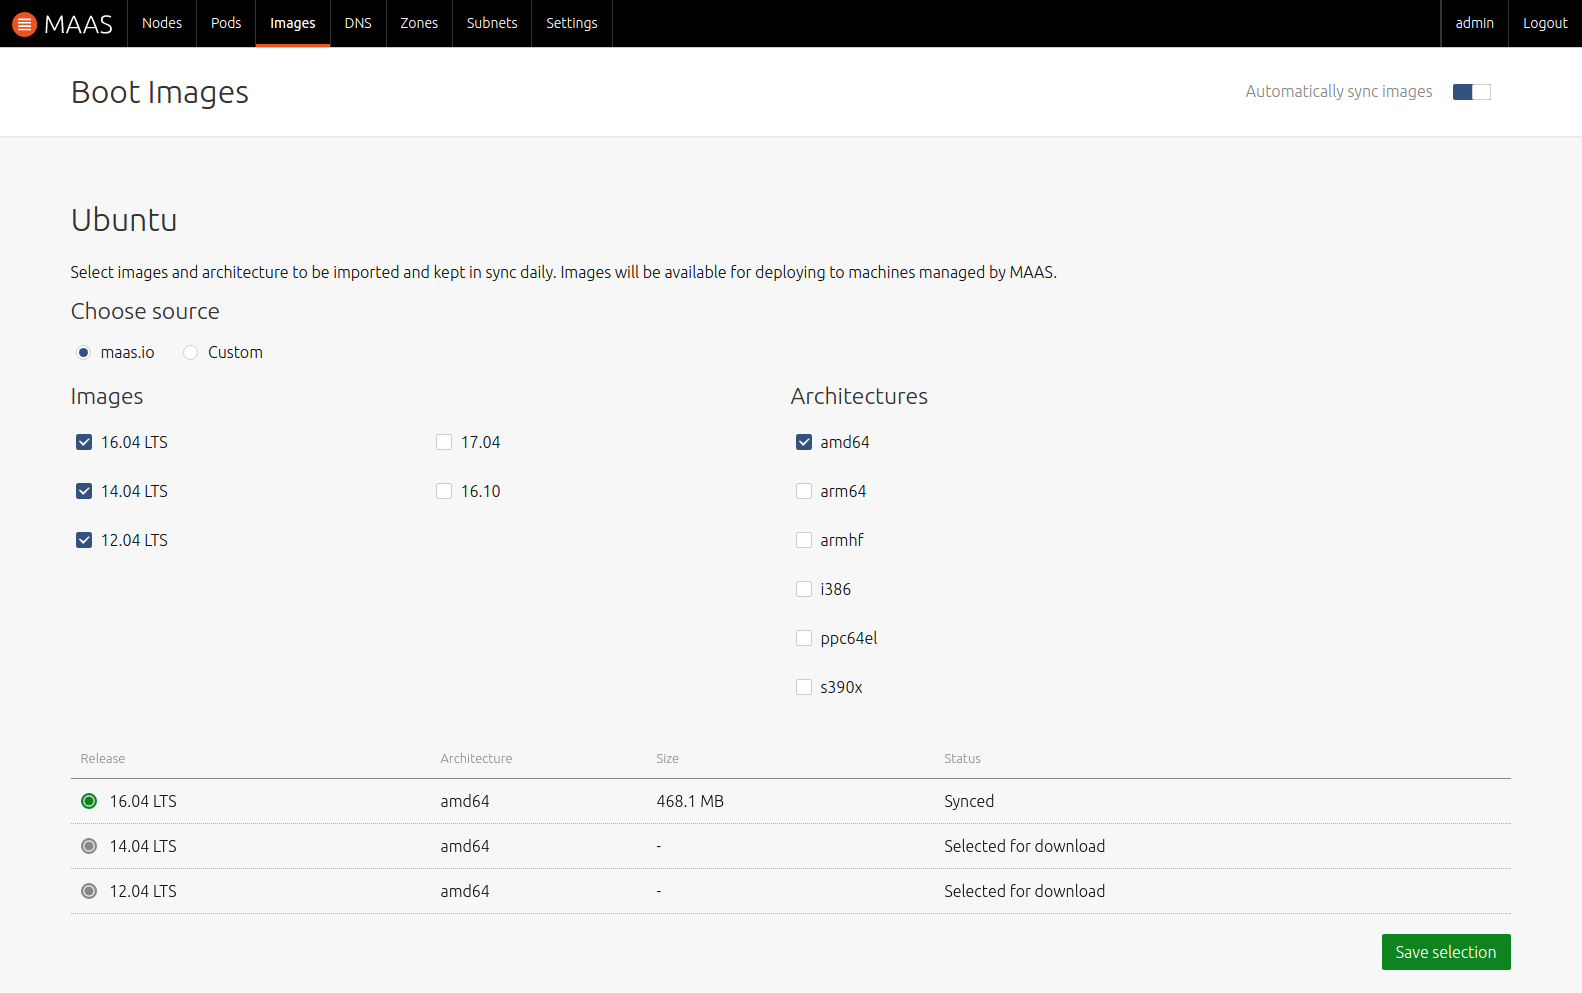 MAAS Nodes Pods Images DNS Zones Subnets Settings admin Logout
Boot Images Automatically sync images
Ubuntu
Select images and architecture to be imported and kept in sync daily. Images will be available for deploying to machines managed by MAAS.
Choose source
maas.io Custom
Images Architectures
16.04 LTS 17.04 amd64
14.04 LTS 16.10 arm64
12.04 LTS armhf
i386
ppc64el
s390x
Release Architecture Size Status
16.04 LTS amd64 468.1 MB Synced
14.04 LTS amd64 - Selected for download
12.04 LTS amd64 - Selected for download
Save selection